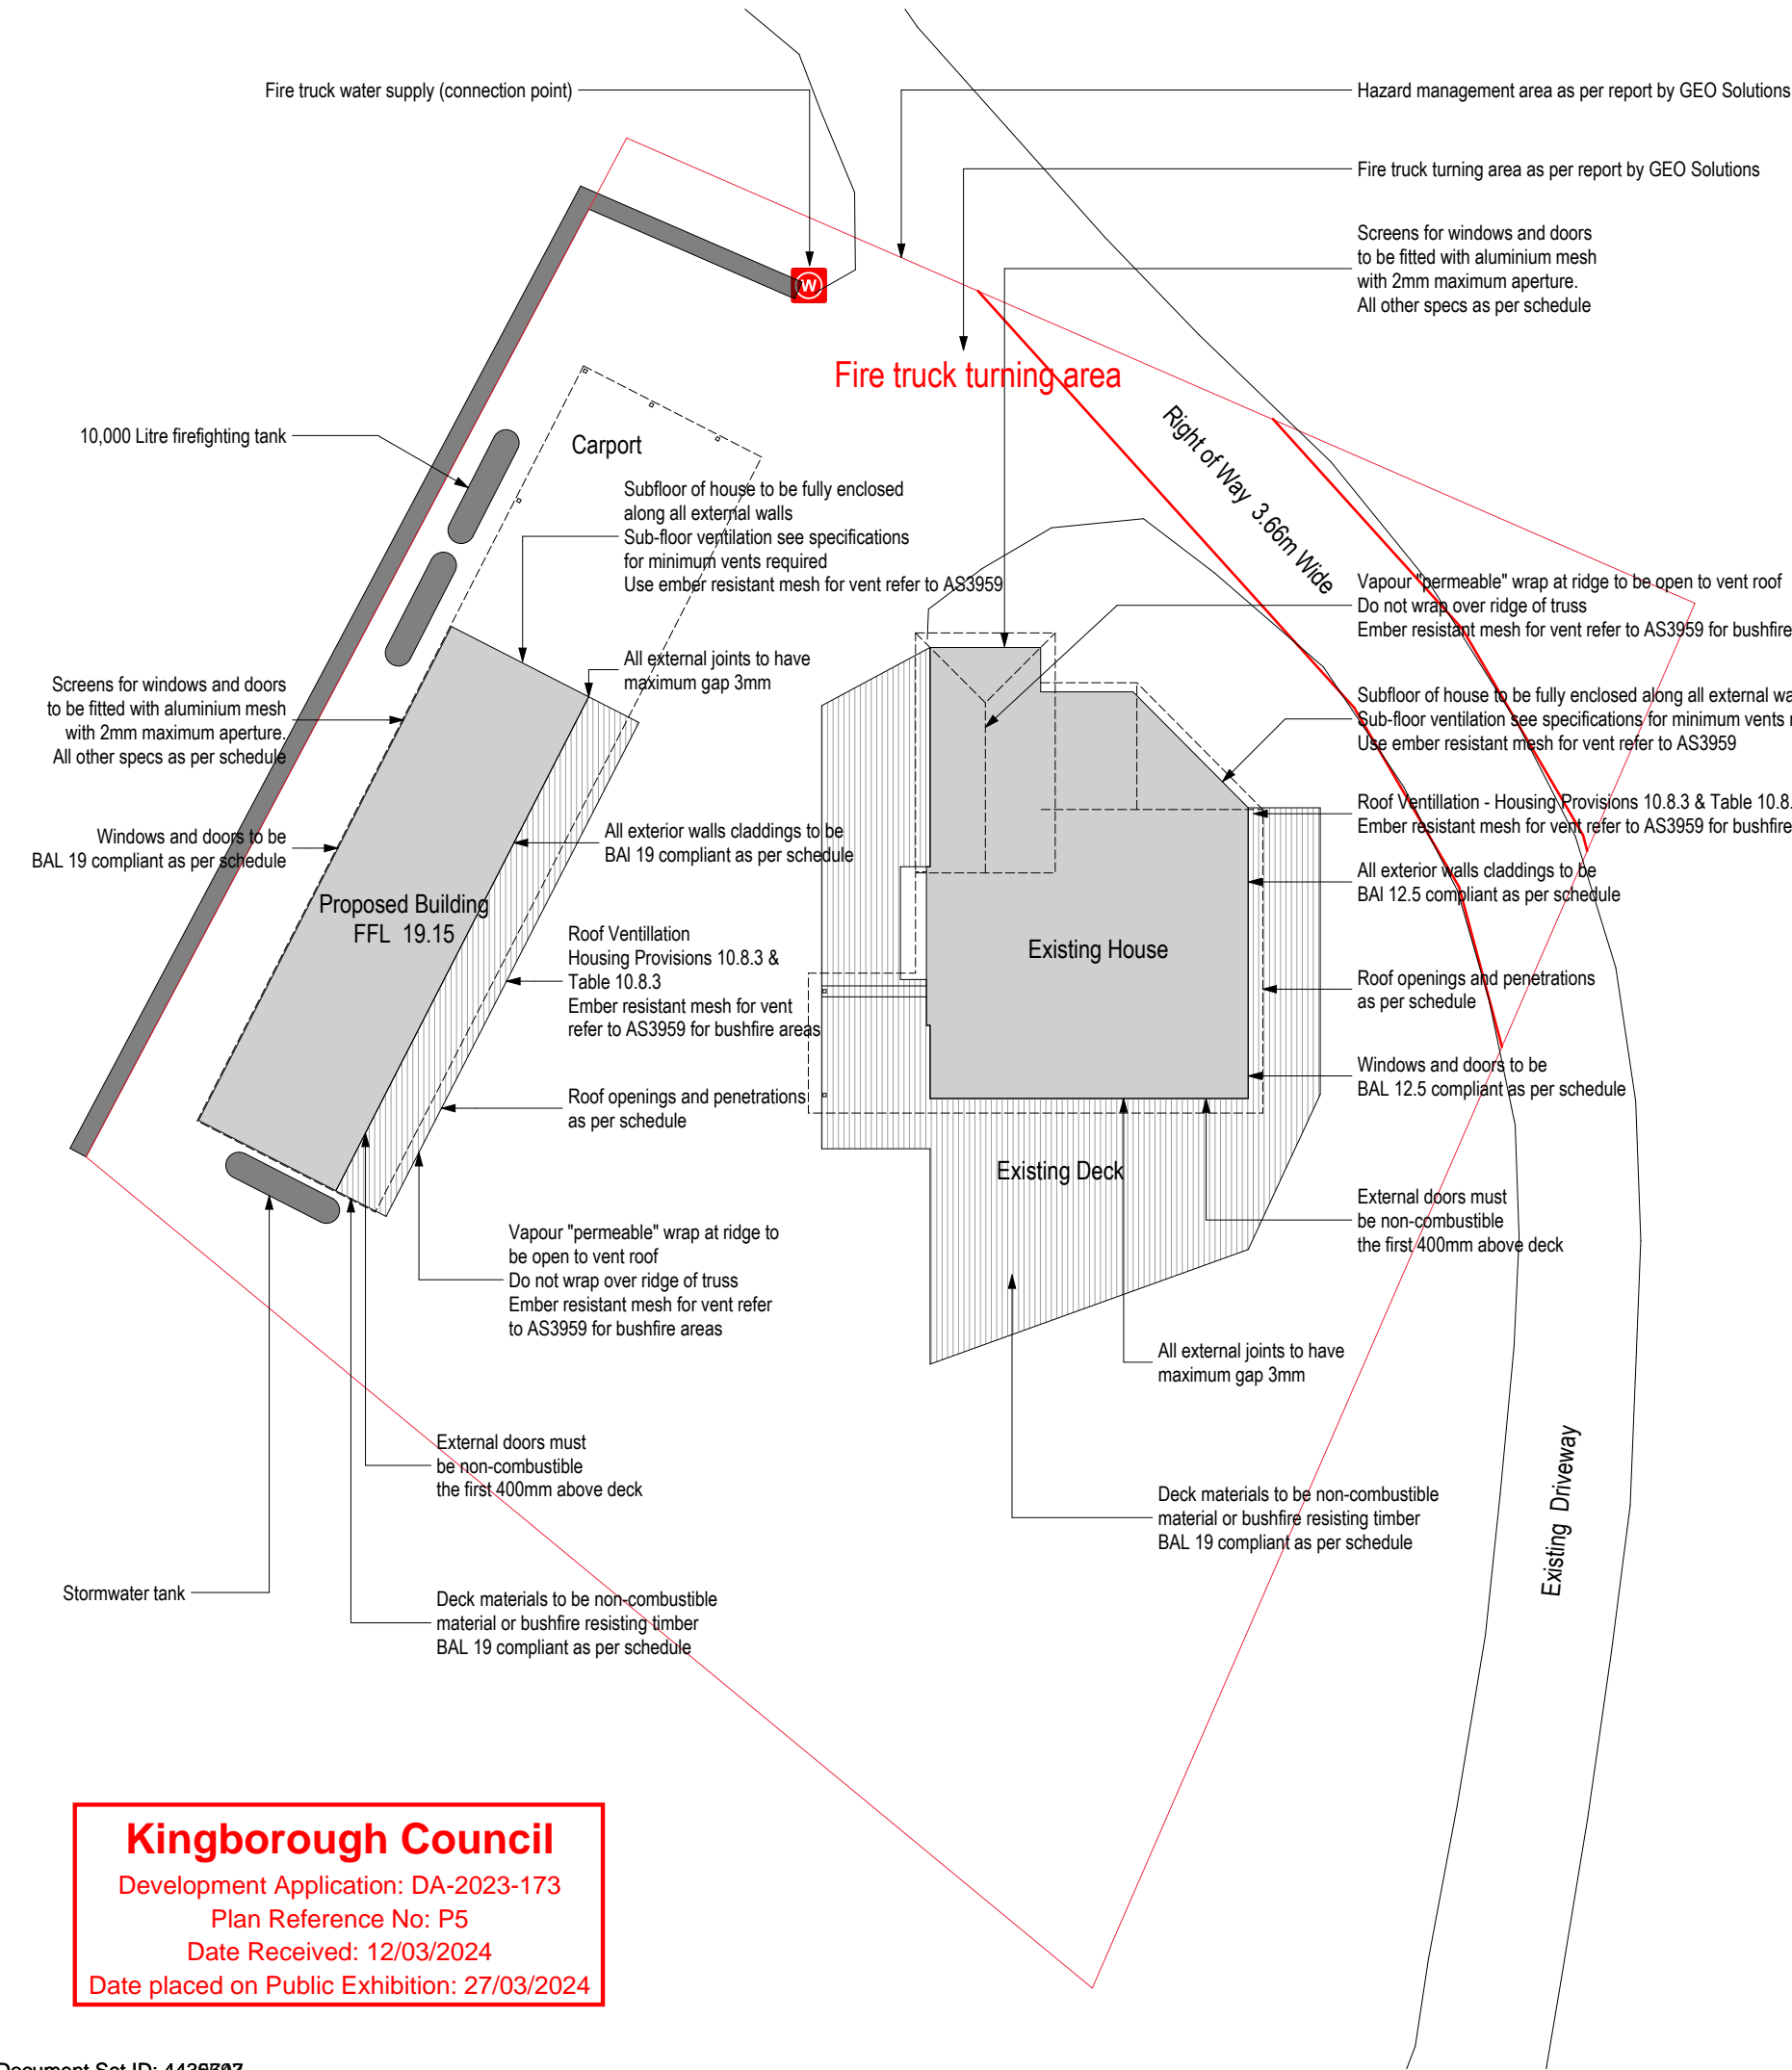 Fire truck water supply (connection point)
Hazard management area as per report by GEO Solutions
Fire truck turning area as per report by GEO Solutions
Screens for windows and doors
to be fitted with aluminium mesh
with 2mm maximum aperture.
All other specs as per schedule
W
Fire truck turning area
Right of Way 3.66m Wide
10,000 Litre firefighting tank
Carport
Subfloor of house to be fully enclosed
along all external walls
Sub-floor ventilation see specifications
for minimum vents required
Use ember resistant mesh for vent refer to AS3959
Vapour "permeable" wrap at ridge to be open to vent roof
Do not wrap over ridge of truss
Ember resistant mesh for vent refer to AS3959 for bushfire
All external joints to have
maximum gap 3mm
Screens for windows and doors
to be fitted with aluminium mesh
with 2mm maximum aperture.
All other specs as per schedule
Subfloor of house to be fully enclosed along all external
Sub-floor ventilation see specifications for minimum vents
Use ember resistant mesh for vent refer to AS3959
Windows and doors to be
BAL 19 compliant as per schedule
All exterior walls claddings to be
BAl 19 compliant as per schedule
Roof Ventillation - Housing Provisions 10.8.3 & Table 10.8.
Ember resistant mesh for vent refer to AS3959 for bushfire
All exterior walls claddings to be
BAl 12.5 compliant as per schedule
Proposed Building
FFL 19.15
Roof Ventillation
Housing Provisions 10.8.3 &
Table 10.8.3
Ember resistant mesh for vent
refer to AS3959 for bushfire areas
Existing House
Roof openings and penetrations
as per schedule
Roof openings and penetrations
as per schedule
Windows and doors to be
BAL 12.5 compliant as per schedule
Existing Deck
External doors must
be non-combustible
the first 400mm above deck
Vapour "permeable" wrap at ridge to
be open to vent roof
Do not wrap over ridge of truss
Ember resistant mesh for vent refer
to AS3959 for bushfire areas
All external joints to have
maximum gap 3mm
External doors must
be non-combustible
the first 400mm above deck
Deck materials to be non-combustible
material or bushfire resisting timber
BAL 19 compliant as per schedule
Existing Driveway
Stormwater tank
Deck materials to be non-combustible
material or bushfire resisting timber
BAL 19 compliant as per schedule
Kingborough Council
Development Application: DA-2023-173
Plan Reference No: P5
Date Received: 12/03/2024
Date placed on Public Exhibition: 27/03/2024
Document Set ID: